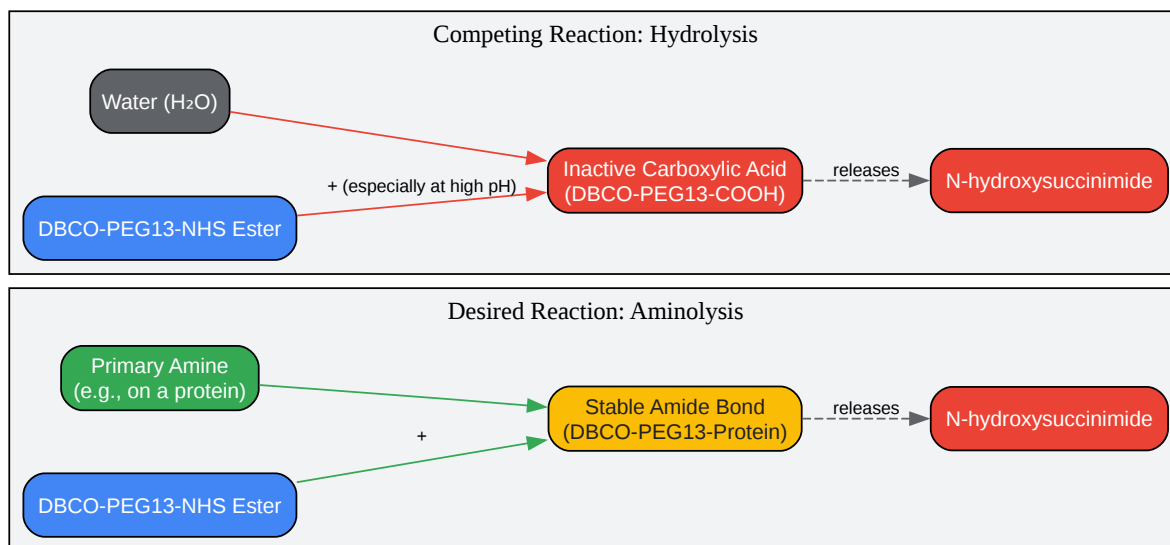 Competing Reaction: Hydrolysis
Water (H₂O)
+ (especially at high pH)
DBCO-PEG13-NHS Ester
Inactive Carboxylic Acid
(DBCO-PEG13-COOH)
releases
N-hydroxysuccinimide
Desired Reaction: Aminolysis
Primary Amine
(e.g., on a protein)
+
DBCO-PEG13-NHS Ester
Stable Amide Bond
(DBCO-PEG13-Protein)
releases
N-hydroxysuccinimide